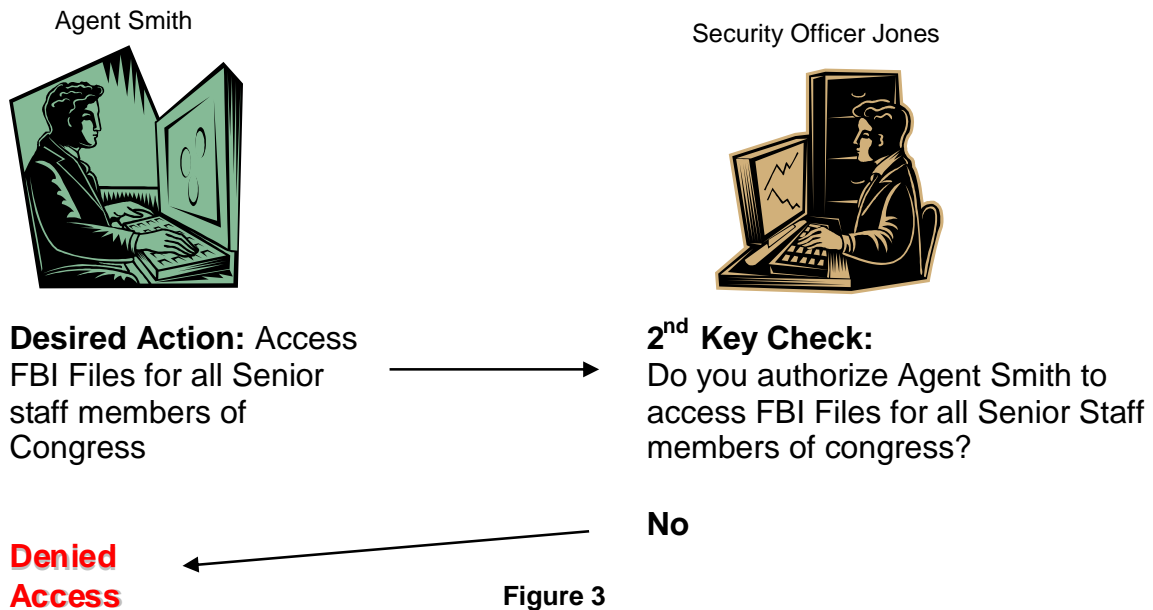 Agent Smith
Security Officer Jones
Desired Action: Access
FBI Files for all Senior
staff members of
Congress
2nd Key Check:
Do you authorize Agent Smith to
access FBI Files for all Senior Staff
members of congress?
No
Denied
Access
Figure 3